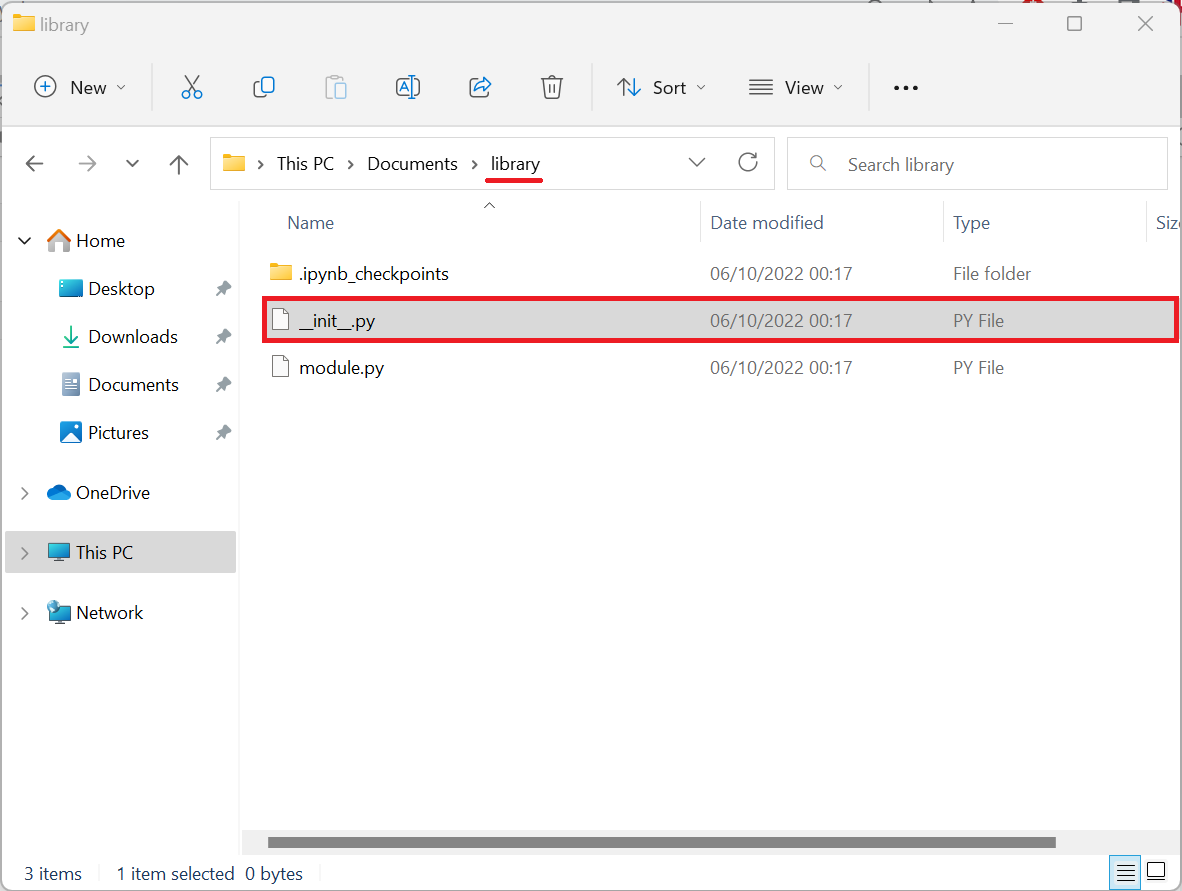 library
New Sort View
This PC Documents library Search library
Name Date modified Type Size
Home
.ipynb_checkpoints 06/10/2022 00:17 File folder
Desktop
__init__.py 06/10/2022 00:17 PY File
Downloads
module.py 06/10/2022 00:17 PY File
Documents
Pictures
OneDrive
This PC
Network
3 items 1 item selected 0 bytes